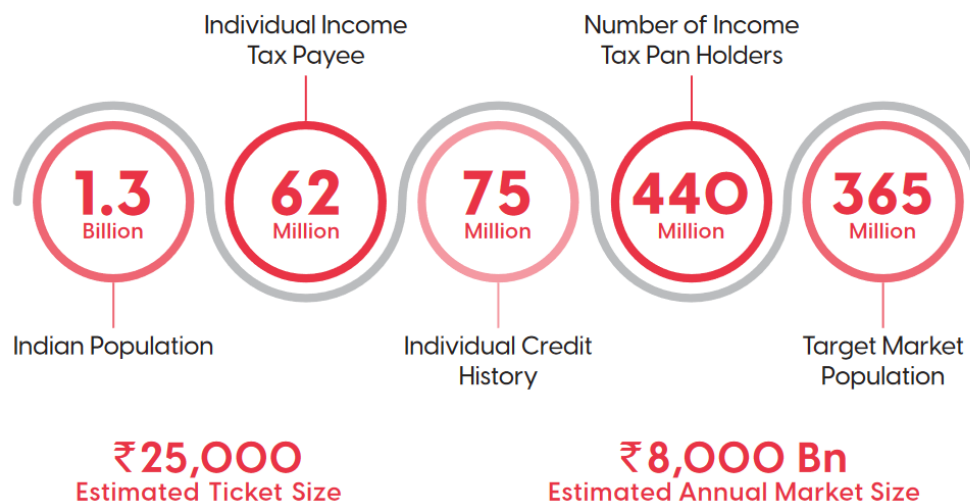 Individual Income
Tax Payee
Number of Income
Tax Pan Holders
1.3
Billion
62
Million
75
Million
440
Million
365
Million
Indian Population
Individual Credit
History
Target Market
Population
₹25,000
Estimated Ticket Size
₹8,000 Bn
Estimated Annual Market Size